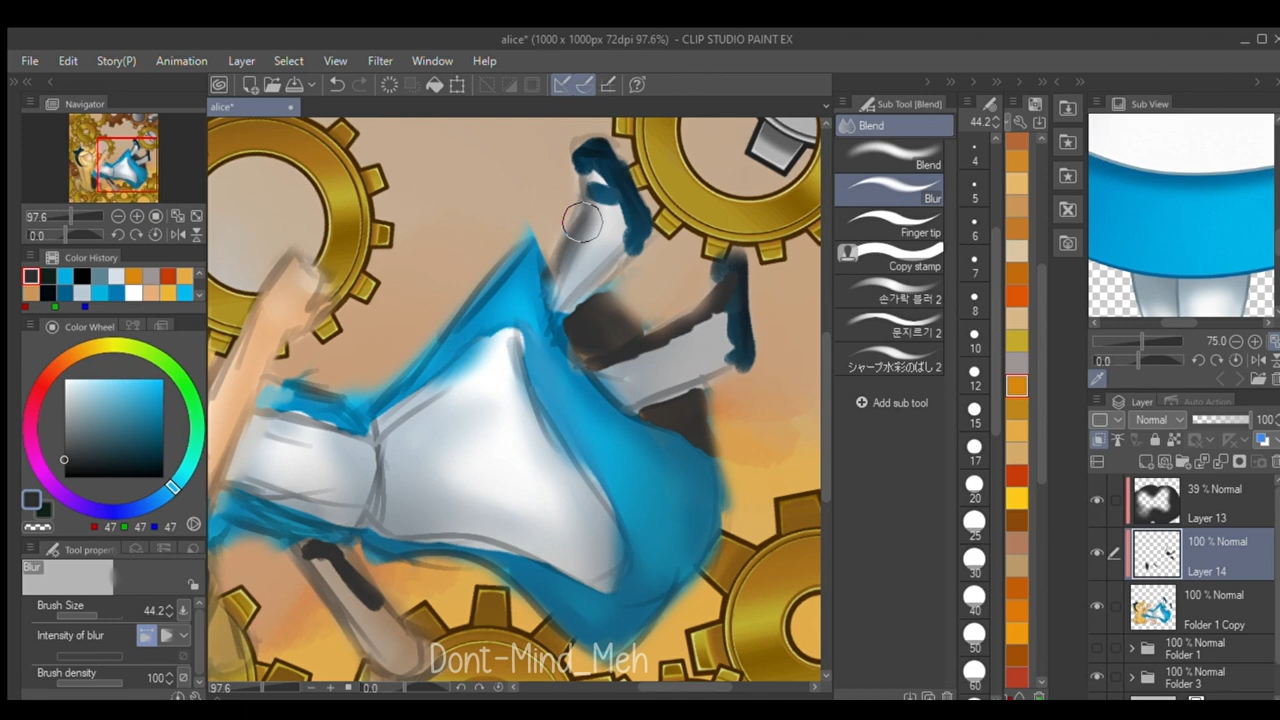 alice* (1000 x 1000px 72dpi 97.6%) - CLIP STUDIO PAINT EX
File Edit Story(P) Animation Layer Select View Filter Window Help
Navigator
alice*
Sub Tool [Blend]
44.2
Sub View
Blend
Blend
Blur
Finger tip
Copy stamp
손가락 블러 2
문지르기 2
シャープ水彩のばし 2
Add sub tool
4
5
6
7
8
10
12
15
17
20
25
30
40
50
60
97.6
0.0
Color History
Color Wheel
47 47 47
Tool property
Blur
Brush Size 44.2
Intensity of blur
Brush density 100
75.0
0.0
Layer Auto Action
Normal 100
39 % Normal
Layer 13
100 % Normal
Layer 14
100 % Normal
Folder 1 Copy
100 % Normal
Folder 1
100 % Normal
Folder 3
Dont-Mind_Meh
97.6 0.0